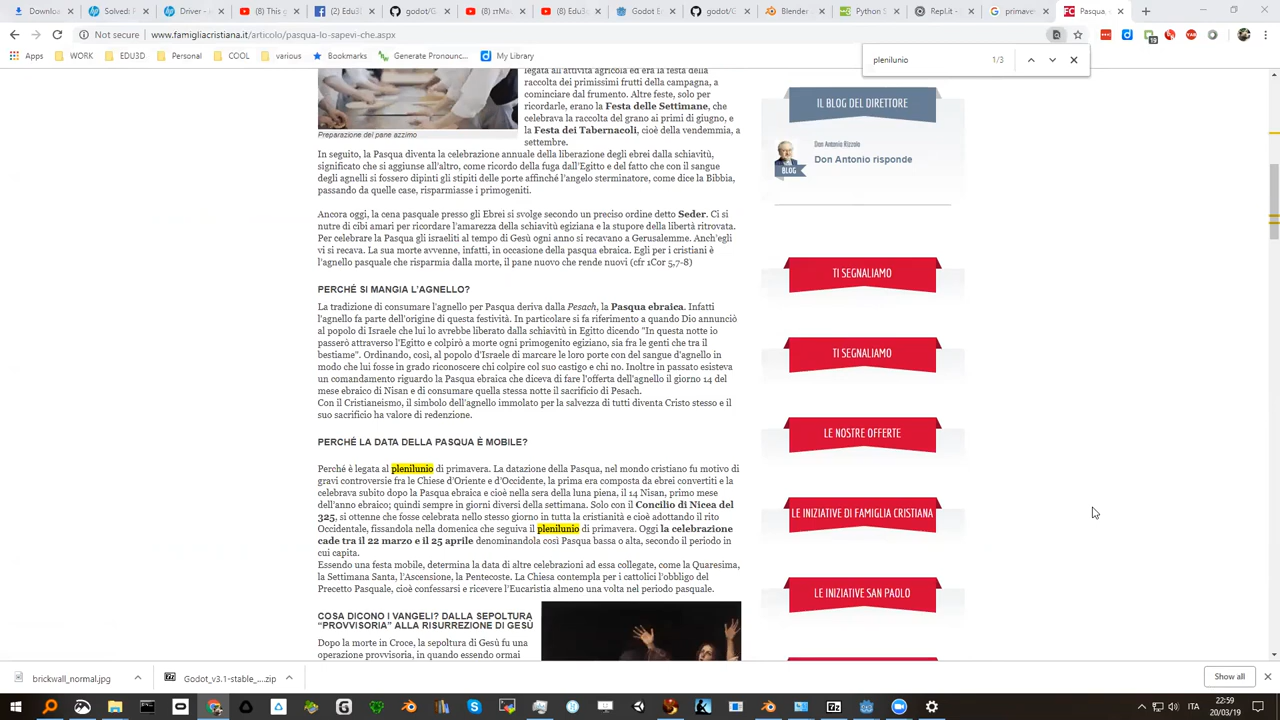 Downloa
Solved
Driver -
(8) Feed
godot/C
(8) rrMa
(8) Edu3
godot/G
godot/G
Blend S
Petition
Rep.it -
primave
Pasqua,
Not secure
www.famigliacristiana.it/articolo/pasqua-lo-sapevi-che.aspx
Apps
WORK
EDU3D
Personal
COOL
various
Bookmarks
Generate Pronounc...
My Library
plenilunio
1/3
legata all'attività agricola ed era la festa della
raccolta dei primissimi frutti della campagna, a
cominciare dal frumento. Altre feste, solo per
ricordarle, erano la Festa delle Settimane, che
celebrava la raccolta del grano ai primi di giugno, e
la Festa dei Tabernacoli, cioè della vendemmia, a
settembre.
Preparazione del pane azzimo
In seguito, la Pasqua diventa la celebrazione annuale della liberazione degli ebrei dalla schiavitù,
significato che si aggiunse all'altro, come ricordo della fuga dall'Egitto e del fatto che con il sangue
degli agnelli si fossero dipinti gli stipiti delle porte affinché l'angelo sterminatore, come dice la Bibbia,
passando da quelle case, risparmiasse i primogeniti.
Ancora oggi, la cena pasquale presso gli Ebrei si svolge secondo un preciso ordine detto Seder. Ci si
nutre di cibi amari per ricordare l'amarezza della schiavitù egiziana e la stupore della libertà ritrovata.
Per celebrare la Pasqua gli israeliti al tempo di Gesù ogni anno si recavano a Gerusalemme. Anch'egli
vi si recava. La sua morte avvenne, infatti, in occasione della pasqua ebraica. Egli per i cristiani è
l'agnello pasquale che risparmia dalla morte, il pane nuovo che rende nuovi (cfr 1Cor 5,7-8)
PERCHÉ SI MANGIA L'AGNELLO?
La tradizione di consumare l'agnello per Pasqua deriva dalla Pesach, la Pasqua ebraica. Infatti
l'agnello fa parte dell'origine di questa festività. In particolare si fa riferimento a quando Dio annunciò
al popolo di Israele che lui lo avrebbe liberato dalla schiavitù in Egitto dicendo "In questa notte io
passerò attraverso l'Egitto e colpirò a morte ogni primogenito egiziano, sia fra le genti che tra il
bestiame". Ordinando, così, al popolo d'Israele di marcare le loro porte con del sangue d'agnello in
modo che lui fosse in grado riconoscere chi colpire col suo castigo e chi no. Inoltre in passato esisteva
un comandamento riguardo la Pasqua ebraica che diceva di fare l'offerta dell'agnello il giorno 14 del
mese ebraico di Nisan e di consumare quella stessa notte il sacrificio di Pesach.
Con il Cristianeismo, il simbolo dell'agnello immolato per la salvezza di tutti diventa Cristo stesso e il
suo sacrificio ha valore di redenzione.
PERCHÉ LA DATA DELLA PASQUA È MOBILE?
Perché è legata al plenilunio di primavera. La datazione della Pasqua, nel mondo cristiano fu motivo di
gravi controversie fra le Chiese d'Oriente e d'Occidente, la prima era composta da ebrei convertiti e la
celebrava subito dopo la Pasqua ebraica e cioè nella sera della luna piena, il 14 Nisan, primo mese
dell'anno ebraico; quindi sempre in giorni diversi della settimana. Solo con il Concilio di Nicea del
325, si ottenne che fosse celebrata nello stesso giorno in tutta la cristianità e cioè adottando il rito
Occidentale, fissandola nella domenica che seguiva il plenilunio di primavera. Oggi la celebrazione
cade tra il 22 marzo e il 25 aprile denominandola così Pasqua bassa o alta, secondo il periodo in
cui capita.
Essendo una festa mobile, determina la data di altre celebrazioni ad essa collegate, come la Quaresima,
la Settimana Santa, l'Ascensione, la Pentecoste. La Chiesa contempla per i cattolici l'obbligo del
Precetto Pasquale, cioè confessarsi e ricevere l'Eucaristia almeno una volta nel periodo pasquale.
COSA DICONO I VANGELI? DALLA SEPOLTURA
"PROVVISORIA" ALLA RISURREZIONE DI GESÙ
Dopo la morte in Croce, la sepoltura di Gesù fu una
operazione provvisoria, in quando essendo ormai
IL BLOG DEL DIRETTORE
Don Antonio Rizzolo
Don Antonio risponde
BLOG
TI SEGNALIAMO
TI SEGNALIAMO
LE NOSTRE OFFERTE
LE INIZIATIVE DI FAMIGLIA CRISTIANA
LE INIZIATIVE SAN PAOLO
brickwall_normal.jpg
Godot_v3.1-stable_....zip
Show all
ITA
22:59
20/03/19